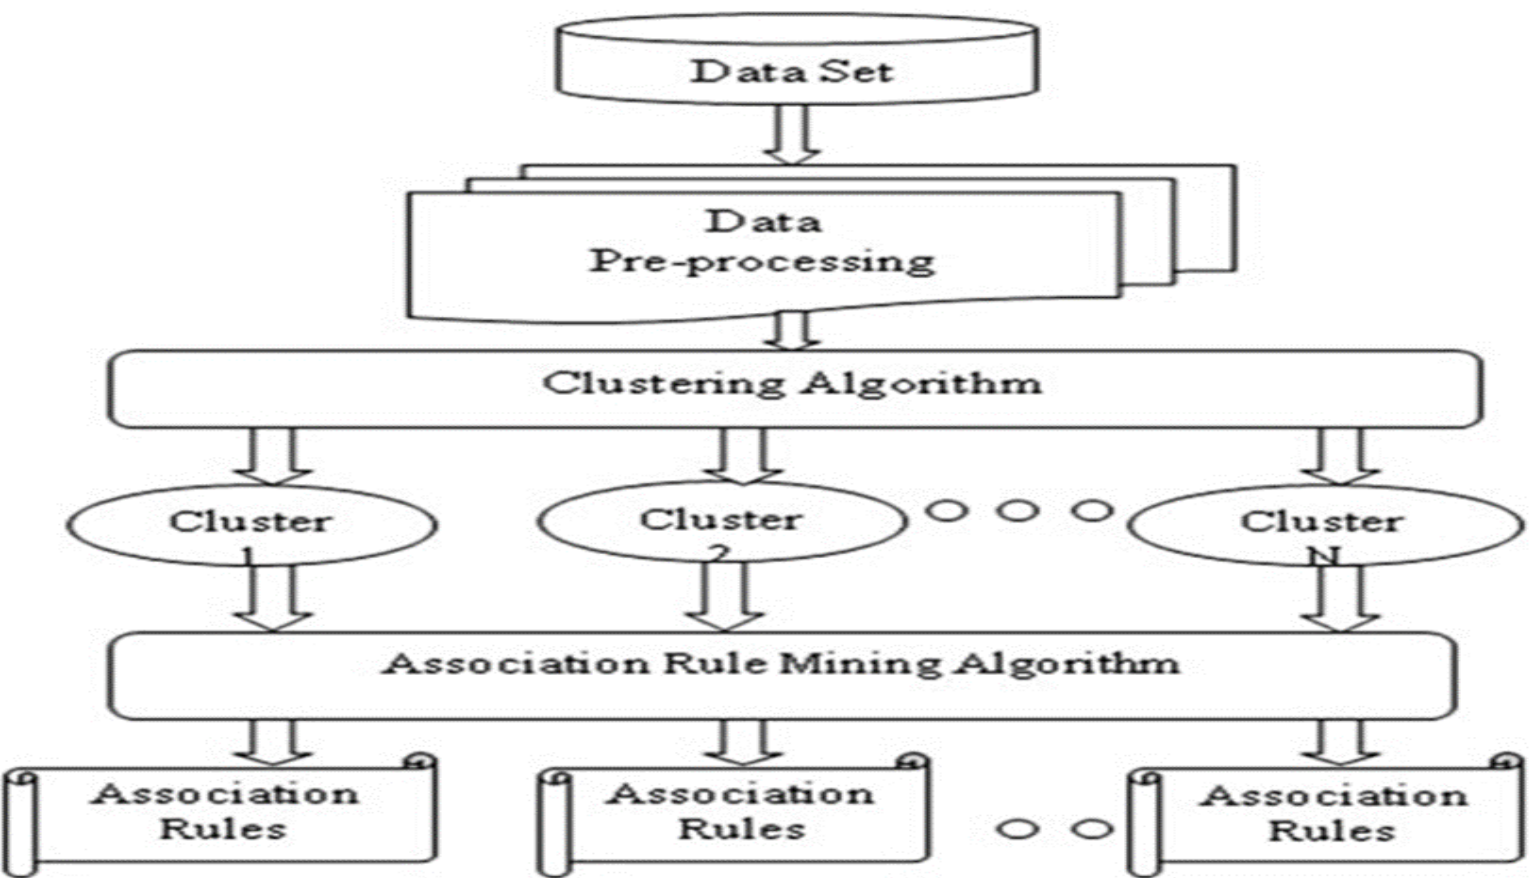 Data Set
Data
Pre-processing
Clustering Algorithm
Cluster
1
Cluster
2
Cluster
N
Association Rule Mining Algorithm
Association
Rules
Association
Rules
Association
Rules